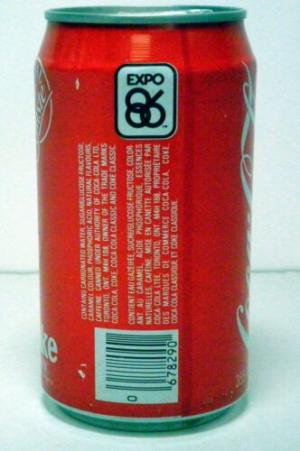 EXPO
86
CONTAINS: CARBONATED WATER, SUGAR/GLUCOSE-FRUCTOSE,
CARAMEL COLOUR, PHOSPHORIC ACID, NATURAL FLAVOURS,
CAFFEINE. CANNED UNDER AUTHORITY OF COCA-COLA LTD.,
TORONTO, ONT. M4H 1B8, OWNER OF THE TRADE MARKS
COCA-COLA, COKE, COCA-COLA CLASSIC AND COKE CLASSIC.
CONTIENT: EAU GAZÉIFIÉE, SUCRE/GLUCOSE-FRUCTOSE, COLOR
ANT AU CARAMEL, ACIDE PHOSPHORIQUE, ESSENCES
NATURELLES, CAFÉINE. MISE EN CANETTE AUTORISÉE PAR
COCA-COLA LTÉE, TORONTO, ONT. M4H 1B8, PROPRIÉTAIRE
DES MARQUES DE COMMERCE COCA-COLA, COKE,
COCA-COLA CLASSIQUE ET COKE CLASSIQUE.
ke
0 678290